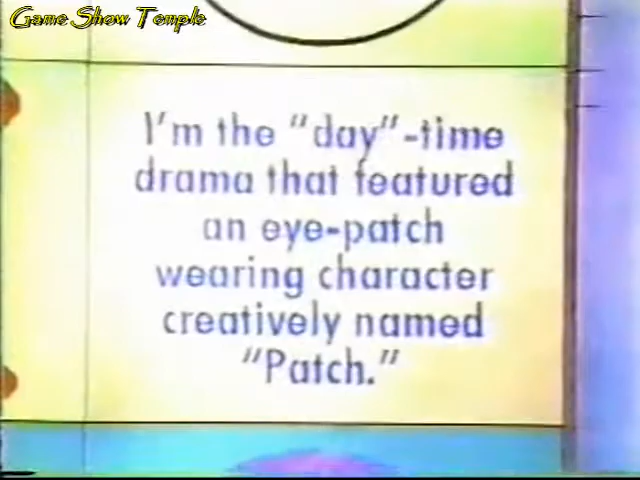 Game Show Temple
I'm the "day"-time
drama that featured
an eye-patch
wearing character
creatively named
"Patch."